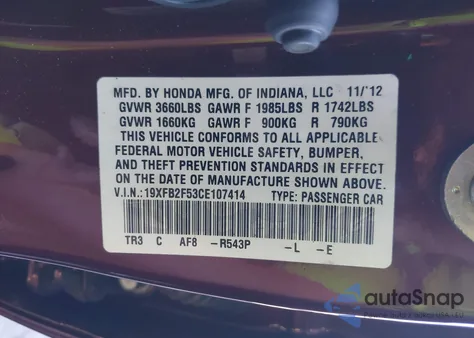 MFD. BY HONDA MFG. OF INDIANA, LLC 11/'12
GVWR 3660LBS GAWR F 1985LBS R 1742LBS
GVWR 1660KG GAWR F 900KG R 790KG
THIS VEHICLE CONFORMS TO ALL APPLICABLE
FEDERAL MOTOR VEHICLE SAFETY, BUMPER,
AND THEFT PREVENTION STANDARDS IN EFFECT
ON THE DATE OF MANUFACTURE SHOWN ABOVE.
V.I.N.: 19XFB2F53CE107414 TYPE: PASSENGER CAR
TR3 C AF8 -R543P -L -E
autoSnap